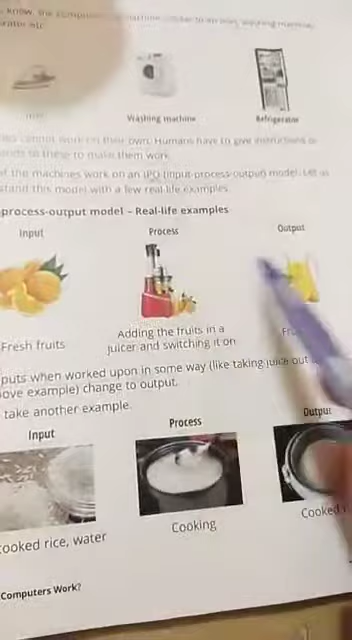 know, the
Washing machine
Refrigerator
cannot work on their own. Humans have to give instructions or
to these to make them work.
of the machines work on an IPO (input-process-output) model. Let us
stand this model with a few real-life examples.
process-output model – Real-life examples
Input
Process
Output
Fresh fruits
Adding the fruits in a
juicer and switching it on
puts when worked upon in some way (like taking juice out
ove example) change to output.
take another example.
Input
Process
Output
ooked rice, water
Cooking
Cooked
Computers Work?